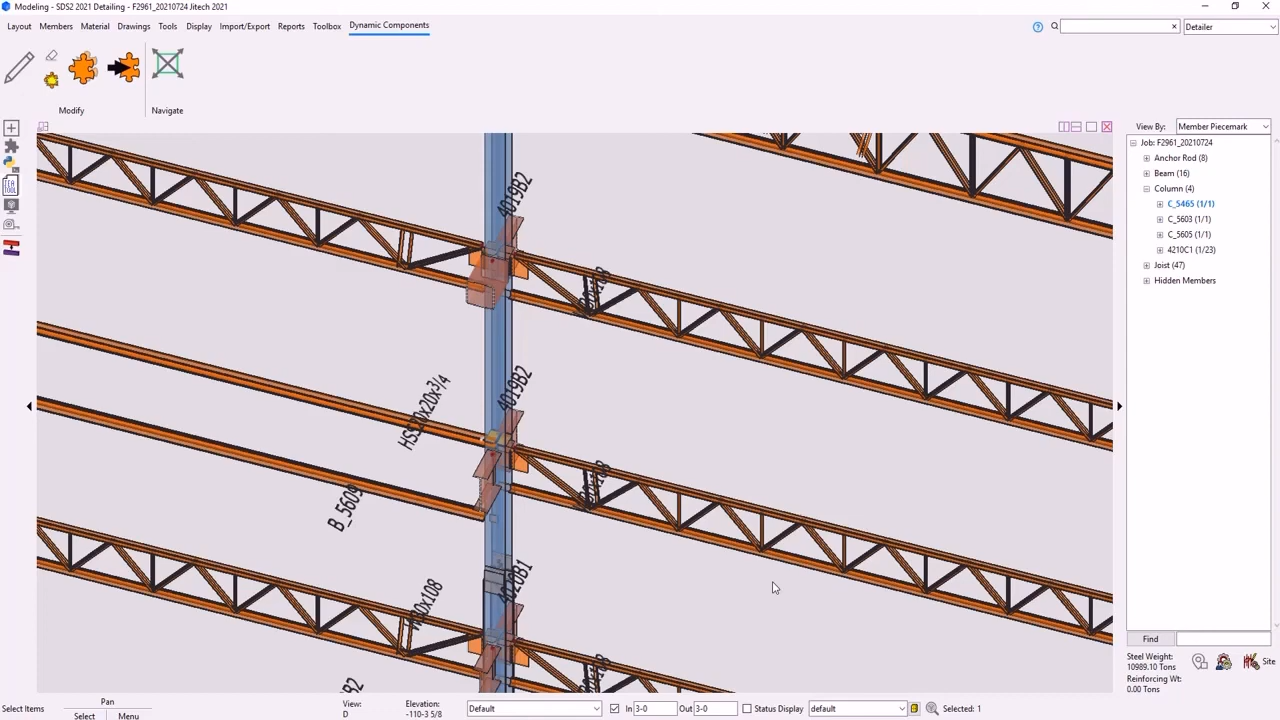 Modeling - SDS2 2021 Detailing - F2961_20210724 Jitech 2021
Layout Members Material Drawings Tools Display Import/Export Reports Toolbox Dynamic Components
Detailer
Modify
Navigate
View By: Member Piecemark
Job: F2961_20210724
Anchor Rod (8)
Beam (16)
Column (4)
C_5465 (1/1)
C_5603 (1/1)
C_5605 (1/1)
4210C1 (1/23)
Joist (47)
Hidden Members
4019B2
4019B2
B_5609
4020B1
Find
Steel Weight:
10989.10 Tons
Site
Reinforcing Wt:
0.00 Tons
Select Items
Pan
Select
Menu
View:
D
Elevation:
-110-3 5/8
Default
In 3-0
Out 3-0
Status Display
default
Selected: 1